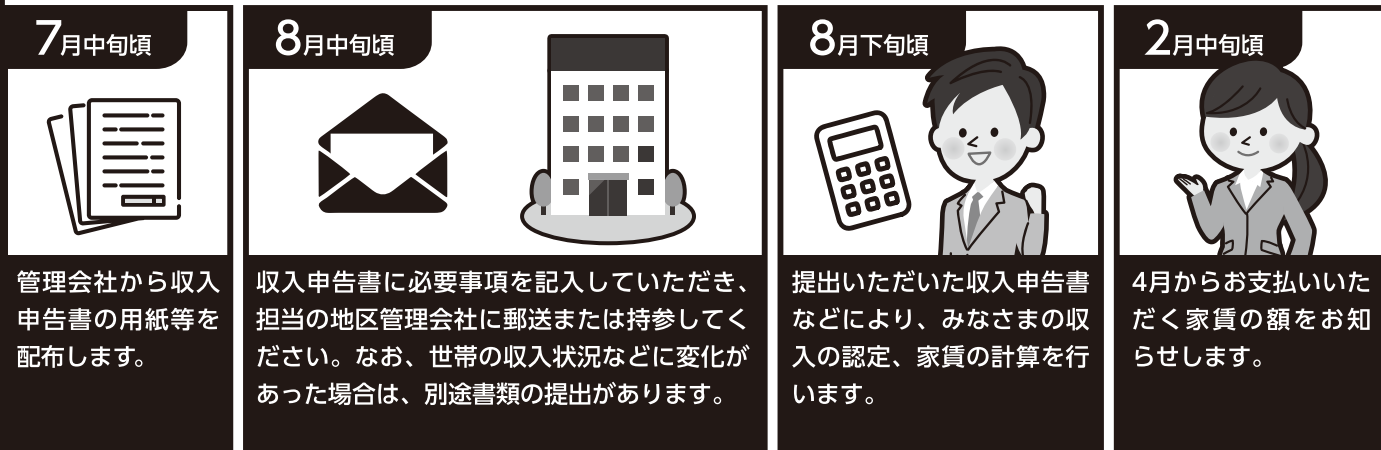 7月中旬頃
管理会社から収入
申告書の用紙等を
配布します。
8月中旬頃
収入申告書に必要事項を記入していただき、
担当の地区管理会社に郵送または持参してく
ださい。なお、世帯の収入状況などに変化が
あった場合は、別途書類の提出があります。
8月下旬頃
提出いただいた収入申告書
などにより、みなさまの収
入の認定、家賃の計算を行
います。
2月中旬頃
4月からお支払いいた
だく家賃の額をお知
らせします。